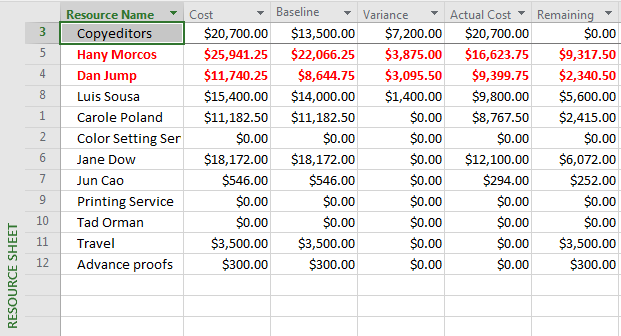 Resource Name Cost Baseline Variance Actual Cost Remaining
3 Copyeditors $20,700.00 $13,500.00 $7,200.00 $20,700.00 $0.00
5 Hany Morcos $25,941.25 $22,066.25 $3,875.00 $16,623.75 $9,317.50
4 Dan Jump $11,740.25 $8,644.75 $3,095.50 $9,399.75 $2,340.50
8 Luis Sousa $15,400.00 $14,000.00 $1,400.00 $9,800.00 $5,600.00
1 Carole Poland $11,182.50 $11,182.50 $0.00 $8,767.50 $2,415.00
2 Color Setting Ser $0.00 $0.00 $0.00 $0.00 $0.00
6 Jane Dow $18,172.00 $18,172.00 $0.00 $12,100.00 $6,072.00
7 Jun Cao $546.00 $546.00 $0.00 $294.00 $252.00
9 Printing Service $0.00 $0.00 $0.00 $0.00 $0.00
10 Tad Orman $0.00 $0.00 $0.00 $0.00 $0.00
11 Travel $3,500.00 $3,500.00 $0.00 $0.00 $3,500.00
12 Advance proofs $300.00 $300.00 $0.00 $0.00 $300.00
RESOURCE SHEET